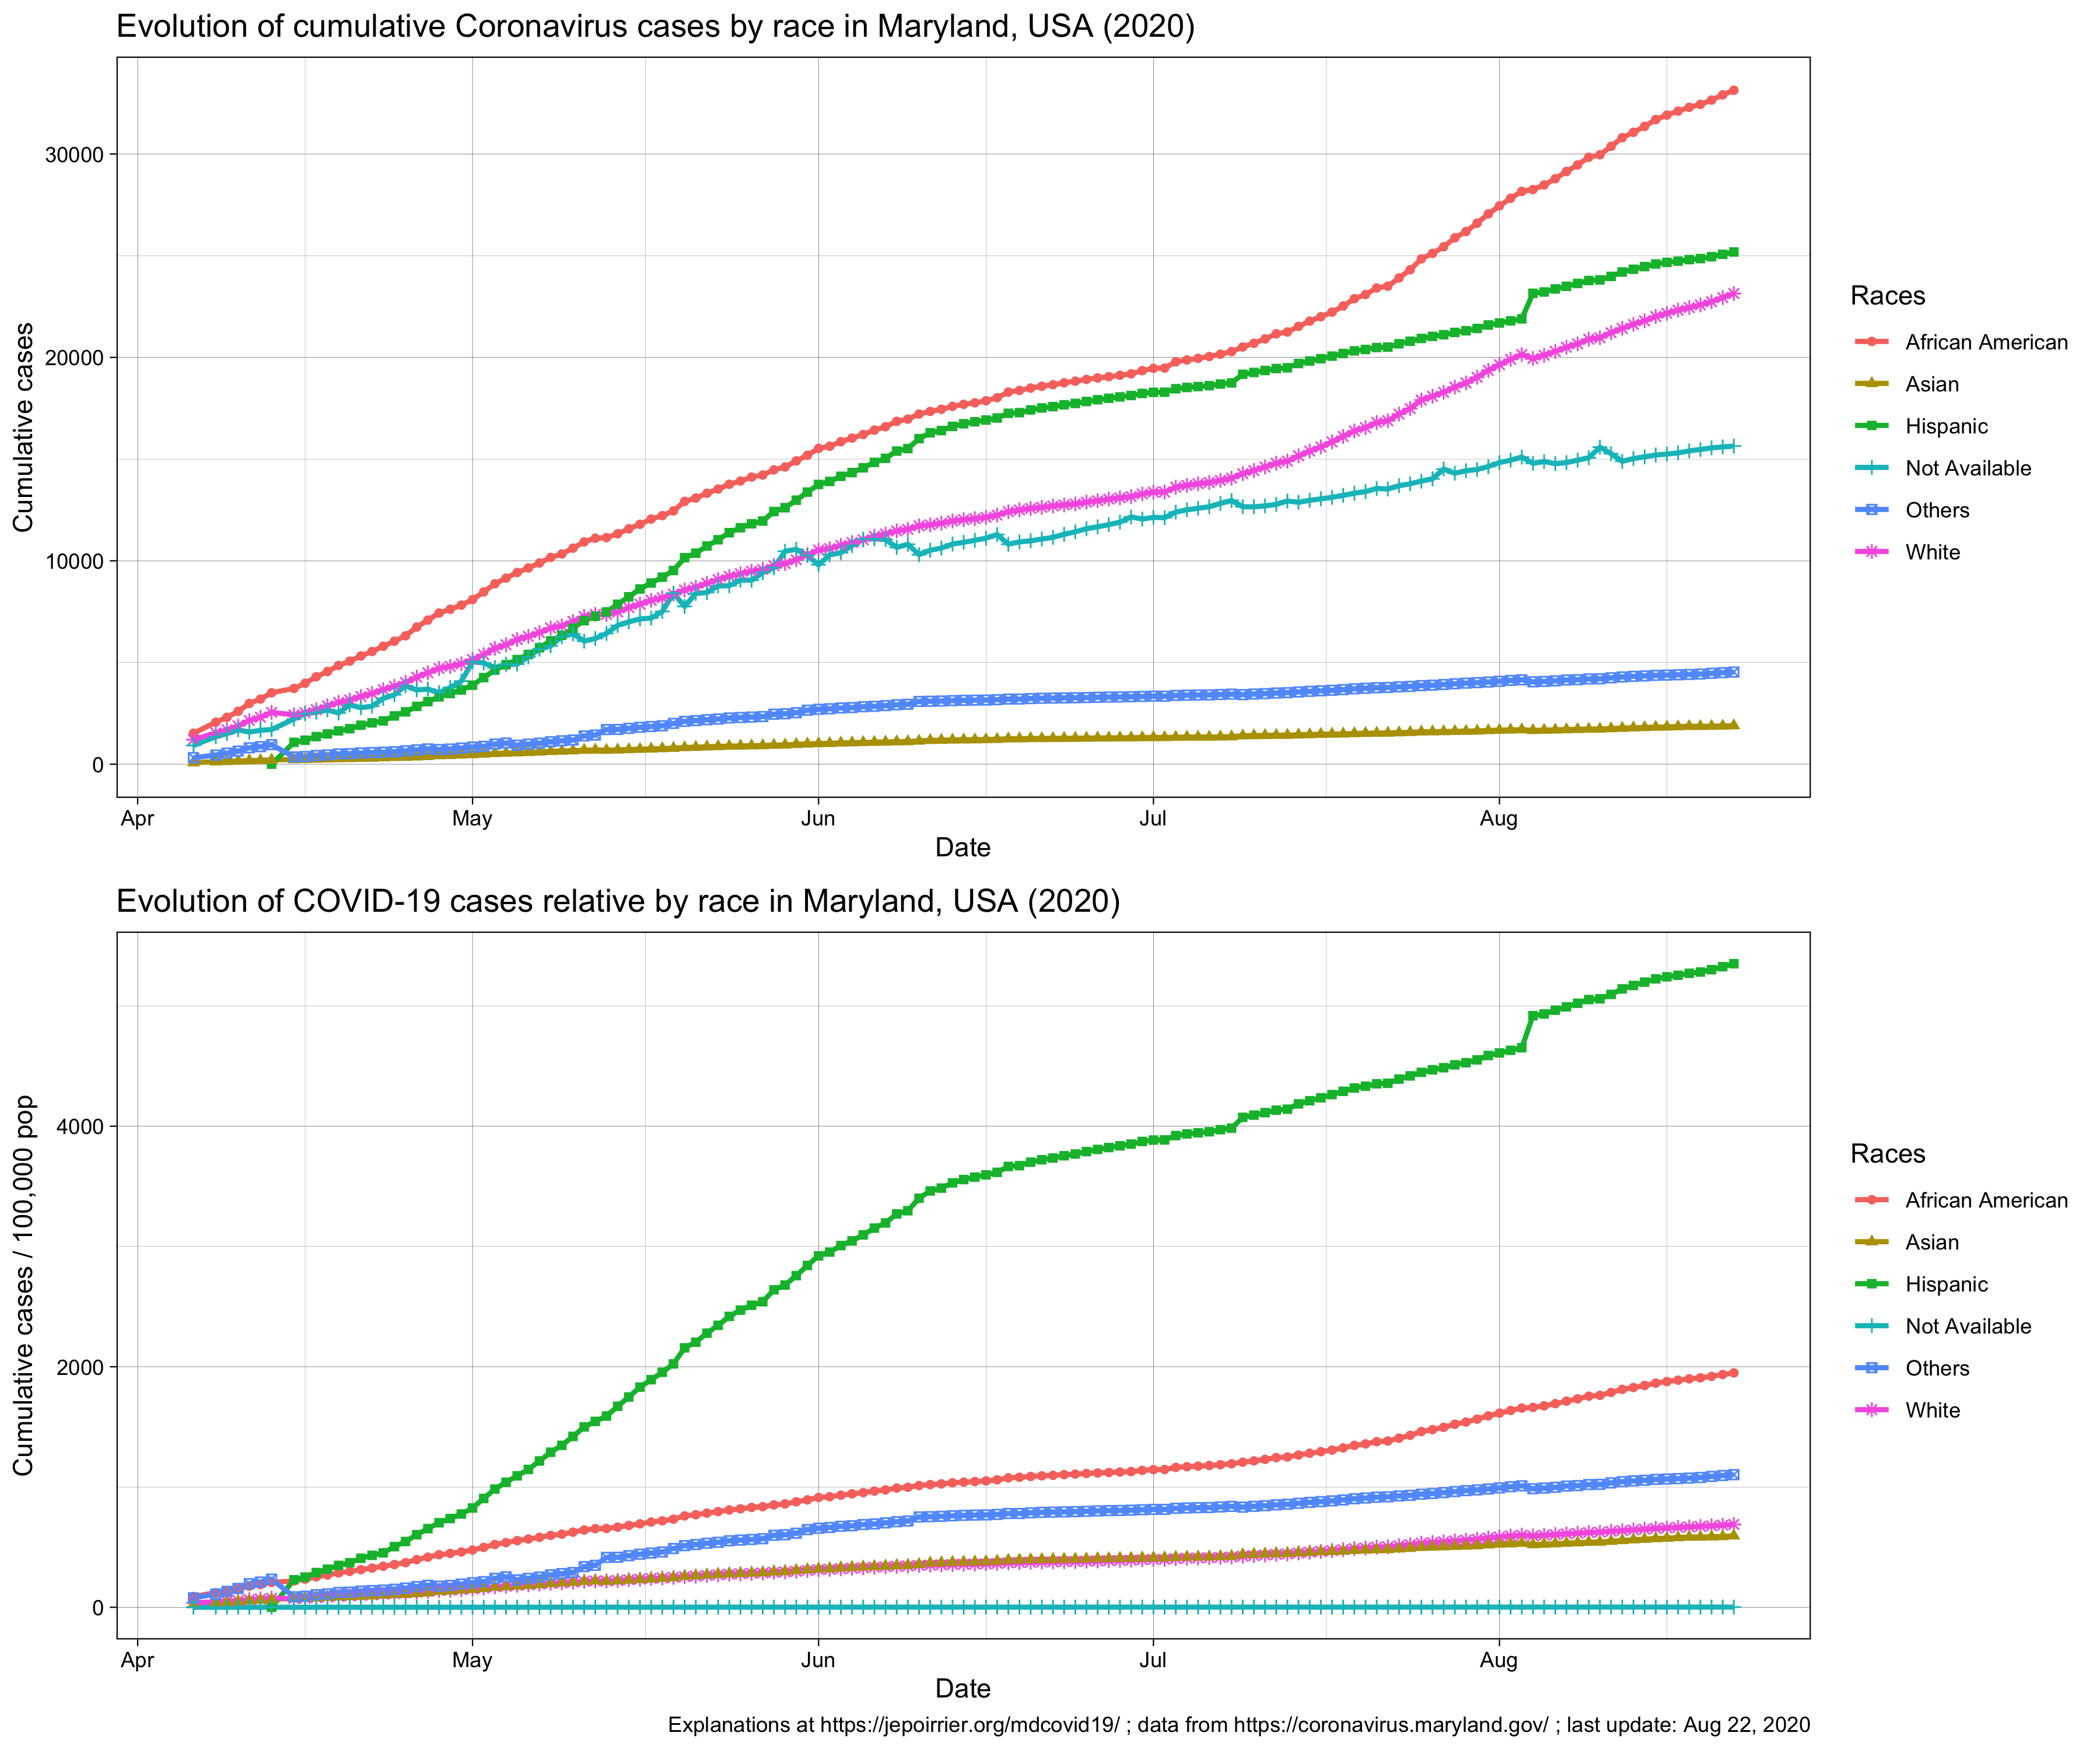 Evolution of cumulative Coronavirus cases by race in Maryland, USA (2020)
30000
20000
10000
0
Cumulative cases
Apr
May
Jun
Jul
Aug
Date
Races
African American
Asian
Hispanic
Not Available
Others
White
Evolution of COVID-19 cases relative by race in Maryland, USA (2020)
4000
2000
0
Cumulative cases / 100,000 pop
Apr
May
Jun
Jul
Aug
Date
Races
African American
Asian
Hispanic
Not Available
Others
White
Explanations at https://jepoirrier.org/mdcovid19/ ; data from https://coronavirus.maryland.gov/ ; last update: Aug 22, 2020